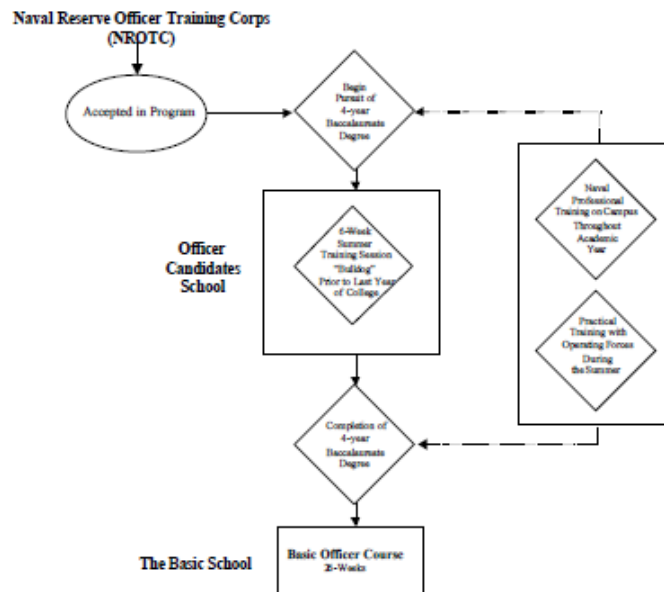 Naval Reserve Officer Training Corps
(NROTC)
Accepted in Program
Begin
Pursuit of
4-year
Baccalaureate
Degree
Naval
Professional
Training on Campus
Throughout
Academic
Year
Officer
Candidates
School
6-Week
Summer
Training Session
"Bulldog"
Prior to Last Year
of College
Practical
Training with
Operating Forces
During
the Summer
Completion of
4-year
Baccalaureate
Degree
The Basic School
Basic Officer Course
26-Weeks